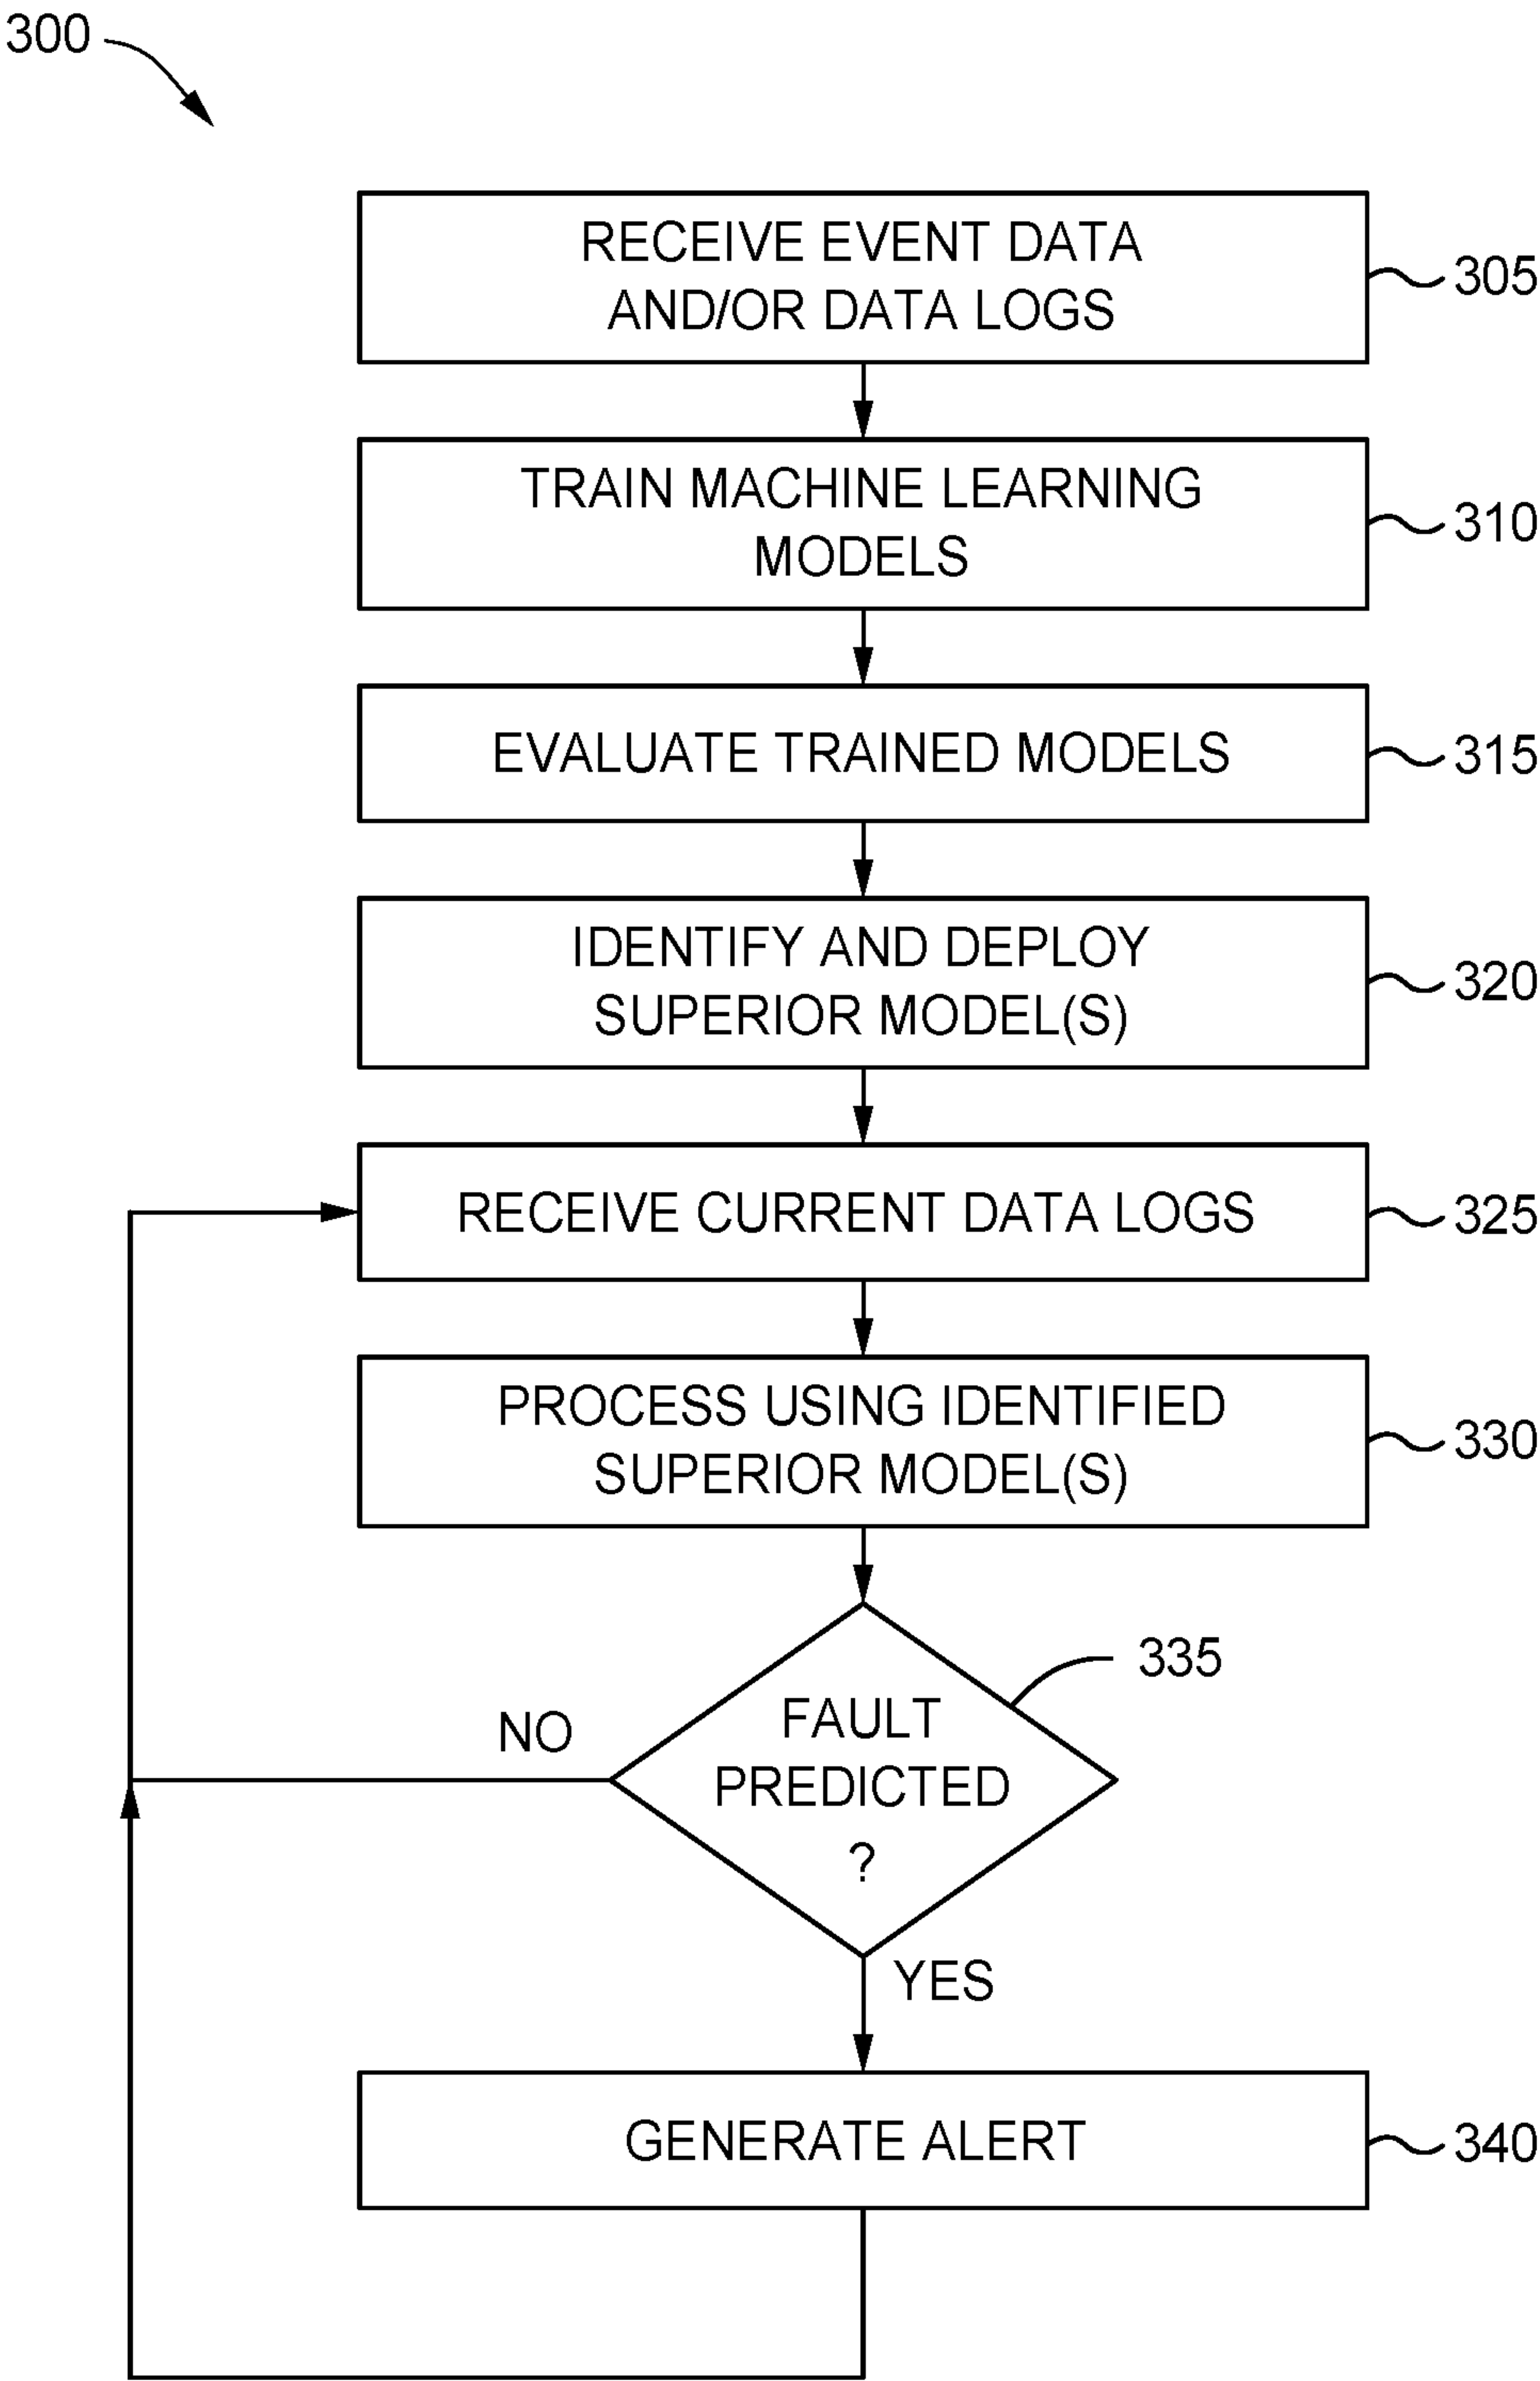 300
RECEIVE EVENT DATA
AND/OR DATA LOGS
305
TRAIN MACHINE LEARNING
MODELS
310
EVALUATE TRAINED MODELS
315
IDENTIFY AND DEPLOY
SUPERIOR MODEL(S)
320
RECEIVE CURRENT DATA LOGS
325
PROCESS USING IDENTIFIED
SUPERIOR MODEL(S)
330
335
NO
FAULT
PREDICTED
?
YES
GENERATE ALERT
340